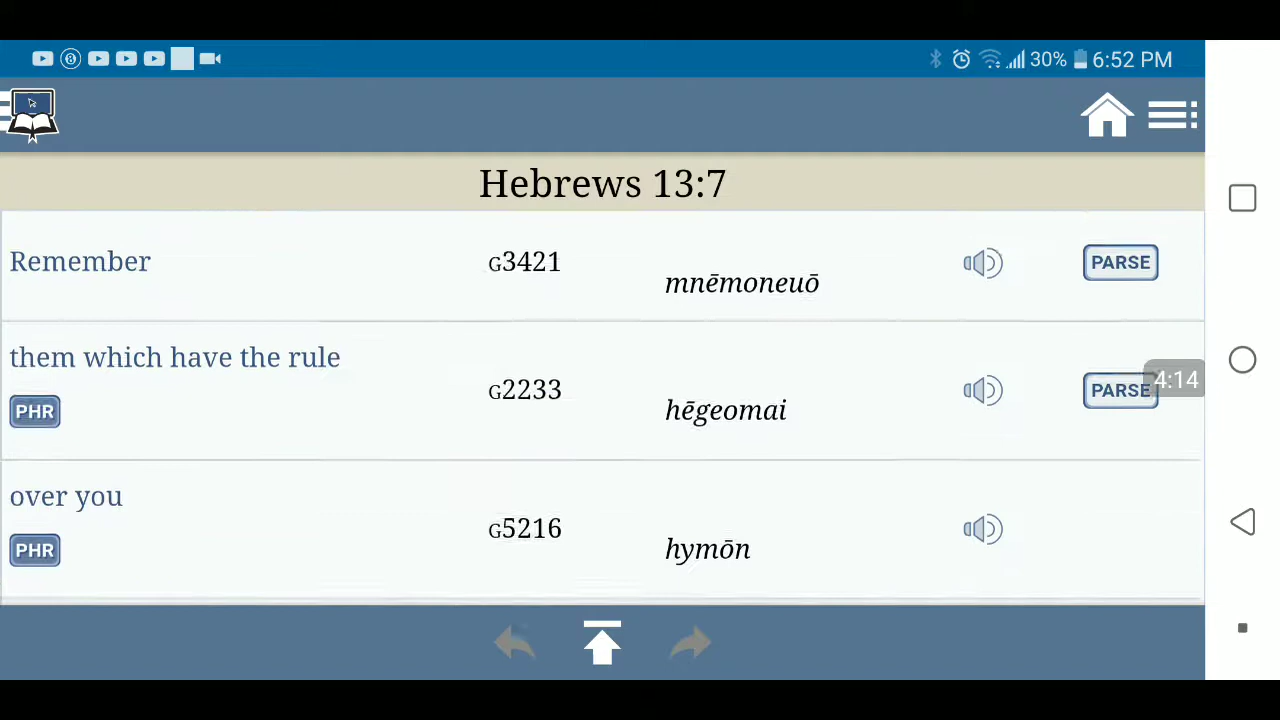 30% 6:52 PM
Hebrews 13:7
Remember G3421 mnēmoneuō PARSE
them which have the rule
PHR G2233 hēgeomai PARSE 4:14
over you
PHR G5216 hymōn